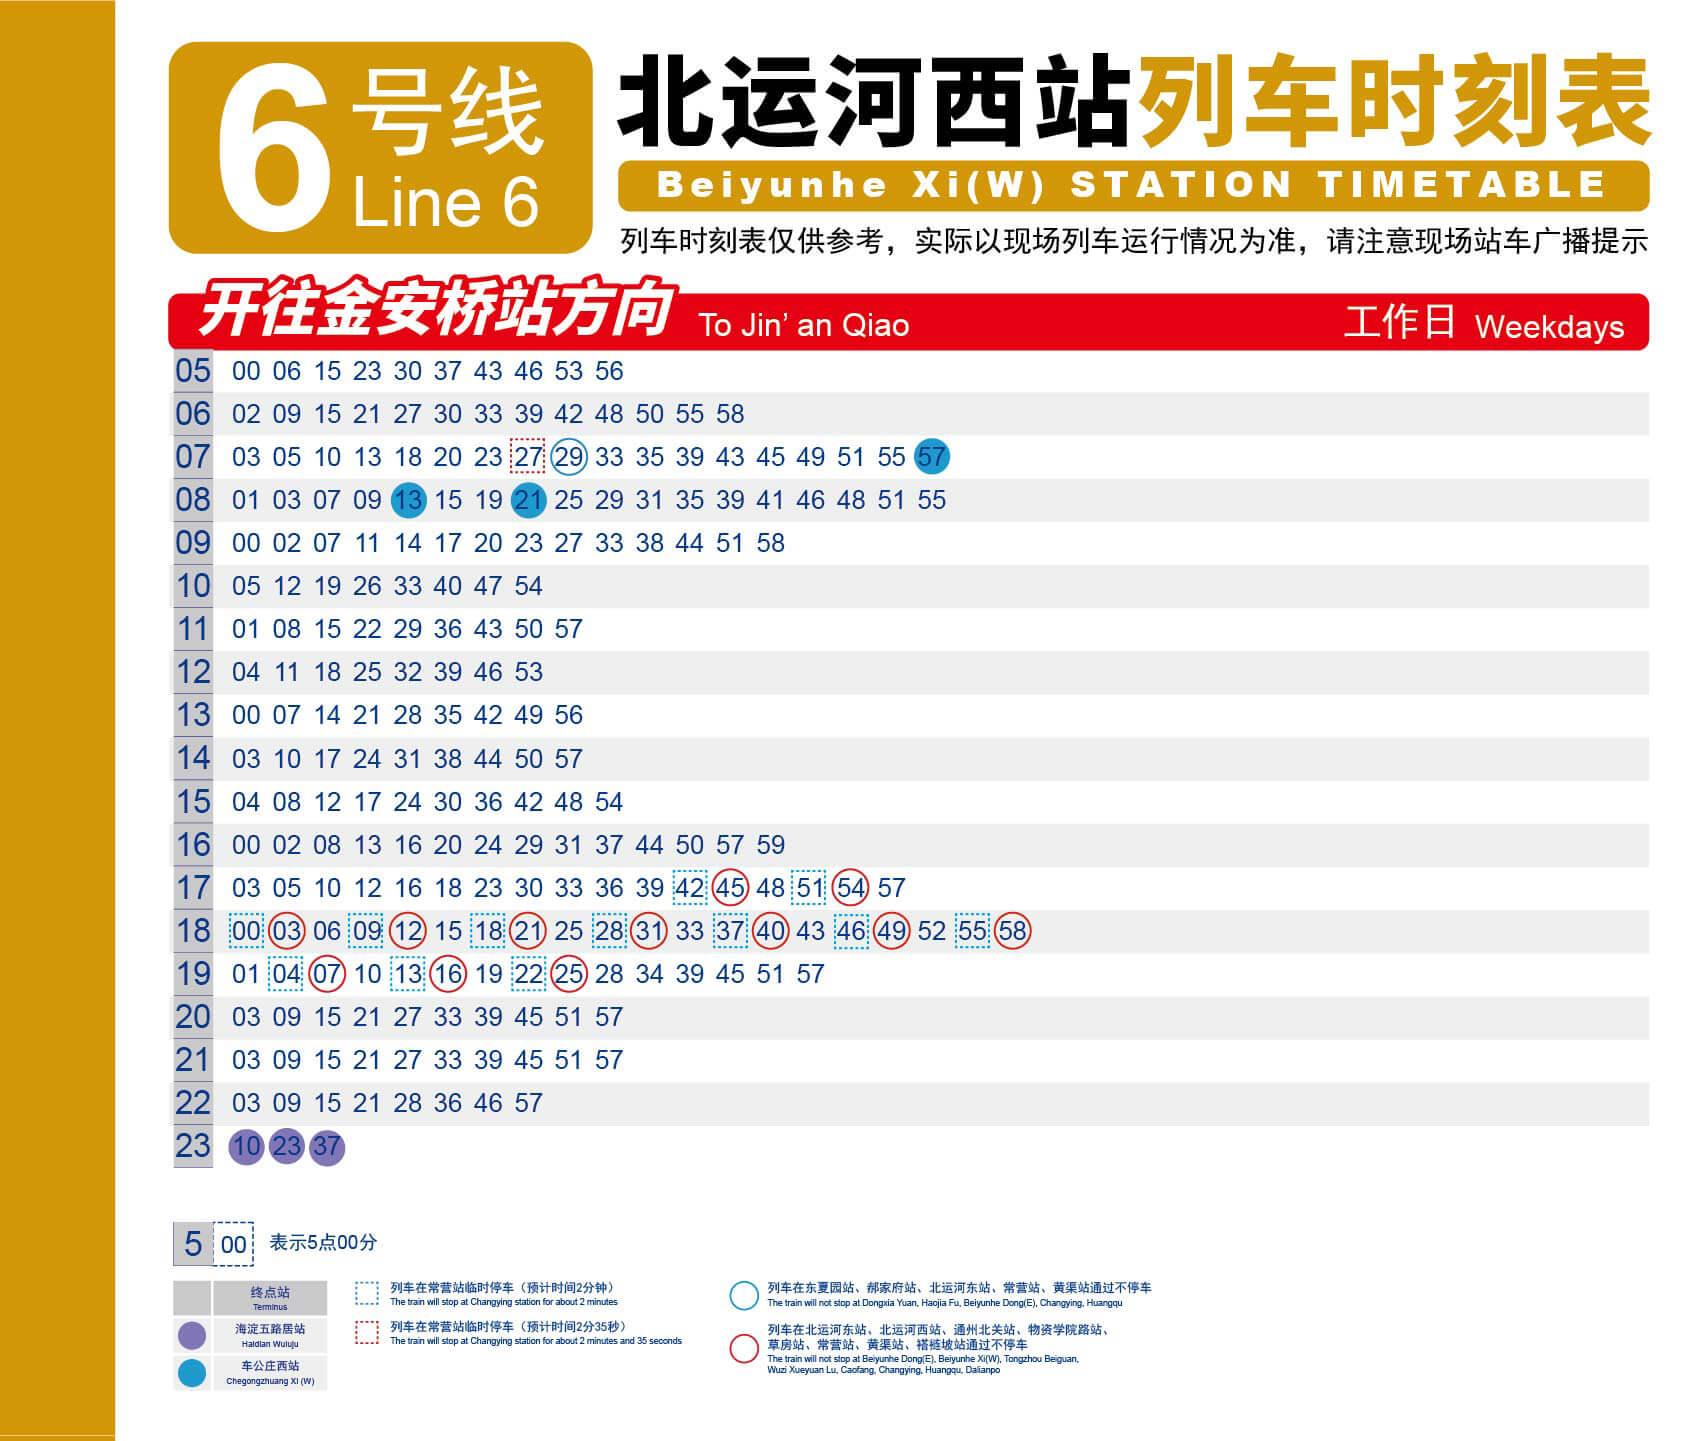 6 号线
Line 6
北运河西站列车时刻表
Beiyunhe Xi(W) STATION TIMETABLE
列车时刻表仅供参考，实际以现场列车运行情况为准，请注意现场站车广播提示
开往金安桥站方向 To Jin' an Qiao 工作日 Weekdays
05 00 06 15 23 30 37 43 46 53 56
06 02 09 15 21 27 30 33 39 42 48 50 55 58
07 03 05 10 13 18 20 23 27 29 33 35 39 43 45 49 51 55 57
08 01 03 07 09 13 15 19 21 25 29 31 35 39 41 46 48 51 55
09 00 02 07 11 14 17 20 23 27 33 38 44 51 58
10 05 12 19 26 33 40 47 54
11 01 08 15 22 29 36 43 50 57
12 04 11 18 25 32 39 46 53
13 00 07 14 21 28 35 42 49 56
14 03 10 17 24 31 38 44 50 57
15 04 08 12 17 24 30 36 42 48 54
16 00 02 08 13 16 20 24 29 31 37 44 50 57 59
17 03 05 10 12 16 18 23 30 33 36 39 42 45 48 51 54 57
18 00 03 06 09 12 15 18 21 25 28 31 33 37 40 43 46 49 52 55 58
19 01 04 07 10 13 16 19 22 25 28 34 39 45 51 57
20 03 09 15 21 27 33 39 45 51 57
21 03 09 15 21 27 33 39 45 51 57
22 03 09 15 21 28 36 46 57
23 10 23 37
5 00 表示5点00分
终点站
Terminus
海淀五路居站
Haidian Wuluju
车公庄西站
Chegongzhuang Xi (W)
列车在常营站临时停车（预计时间2分钟）
The train will stop at Changying station for about 2 minutes
列车在常营站临时停车（预计时间2分35秒）
The train will stop at Changying station for about 2 minutes and 35 seconds
列车在东夏园站、郝家府站、北运河东站、常营站、黄渠站通过不停车
The train will not stop at Dongxia Yuan, Haojia Fu, Beiyunhe Dong(E), Changying, Huangqu
列车在北运河东站、北运河西站、通州北关站、物资学院路站、
草房站、常营站、黄渠站、褡裢坡站通过不停车
The train will not stop at Beiyunhe Dong(E), Beiyunhe Xi(W), Tongzhou Beiguan,
Wuzi Xueyuan Lu, Caofang, Changying, Huangqu, Dalianpo